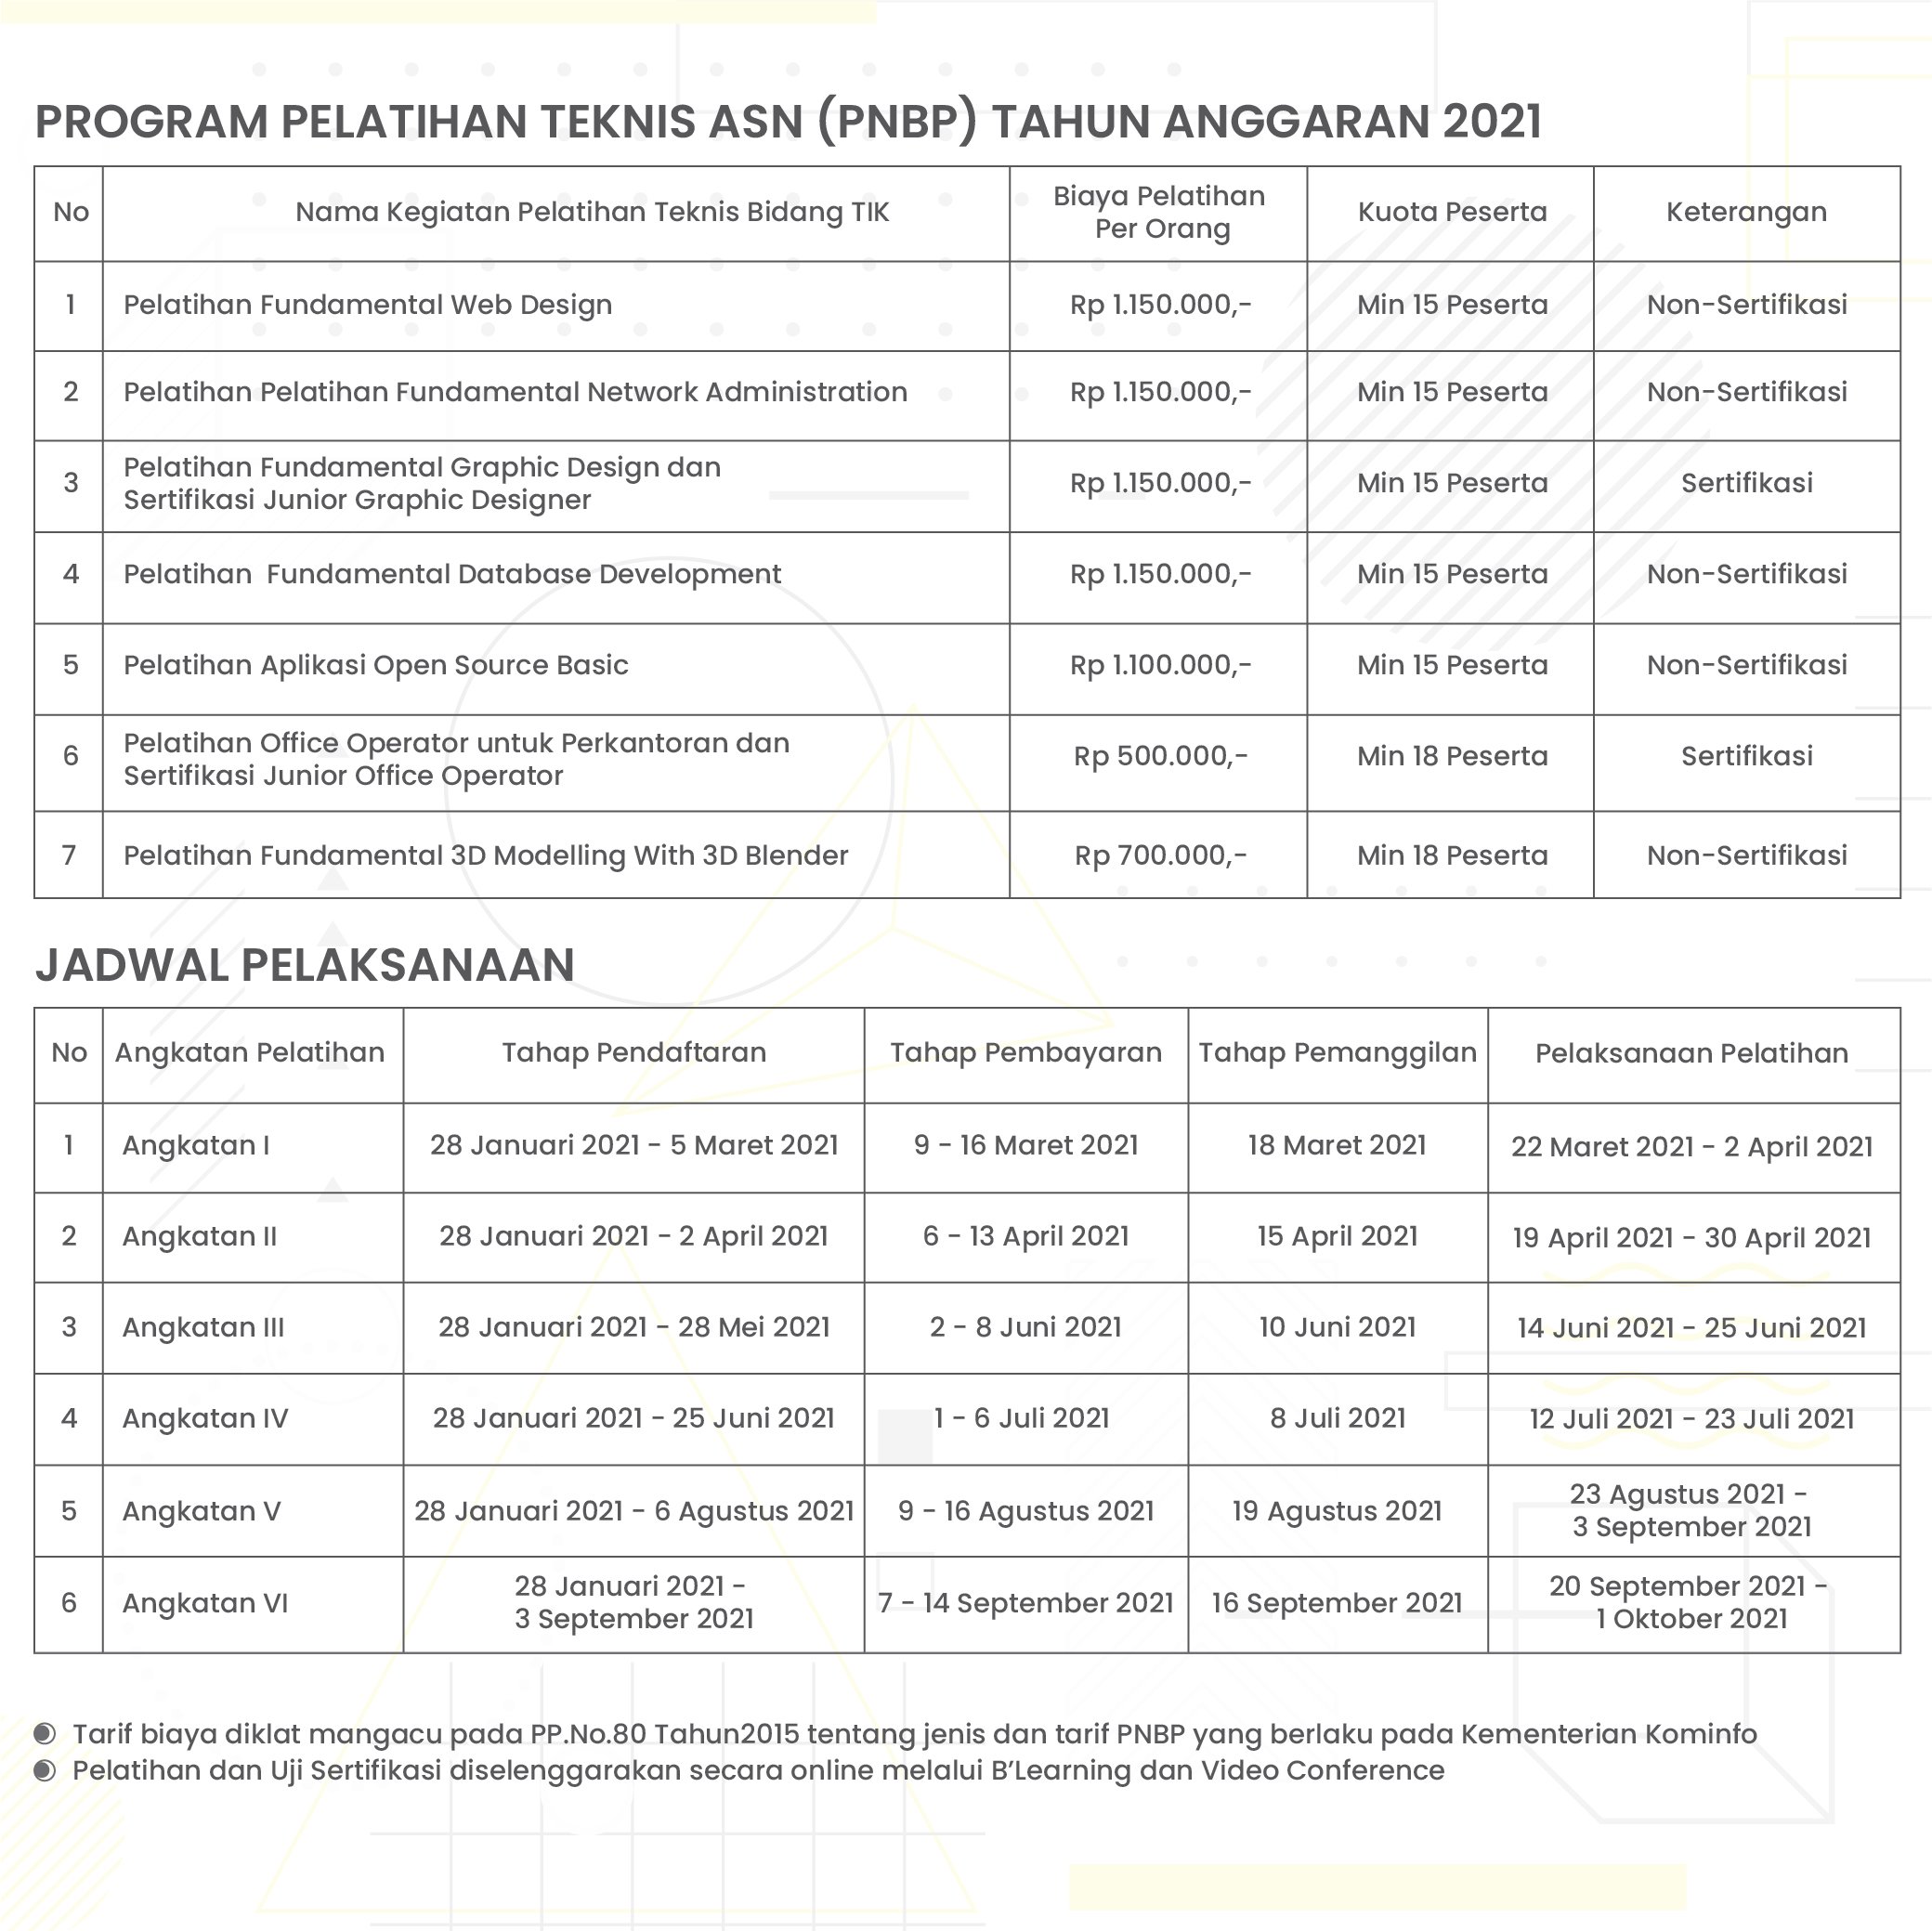 PROGRAM PELATIHAN TEKNIS ASN (PNBP) TAHUN ANGGARAN 2021
No Nama Kegiatan Pelatihan Teknis Bidang TIK Biaya Pelatihan Per Orang Kuota Peserta Keterangan
1 Pelatihan Fundamental Web Design Rp 1.150.000,- Min 15 Peserta Non-Sertifikasi
2 Pelatihan Pelatihan Fundamental Network Administration Rp 1.150.000,- Min 15 Peserta Non-Sertifikasi
3 Pelatihan Fundamental Graphic Design dan
Sertifikasi Junior Graphic Designer Rp 1.150.000,- Min 15 Peserta Sertifikasi
4 Pelatihan Fundamental Database Development Rp 1.150.000,- Min 15 Peserta Non-Sertifikasi
5 Pelatihan Aplikasi Open Source Basic Rp 1.100.000,- Min 15 Peserta Non-Sertifikasi
6 Pelatihan Office Operator untuk Perkantoran dan
Sertifikasi Junior Office Operator Rp 500.000,- Min 18 Peserta Sertifikasi
7 Pelatihan Fundamental 3D Modelling With 3D Blender Rp 700.000,- Min 18 Peserta Non-Sertifikasi
JADWAL PELAKSANAAN
No Angkatan Pelatihan Tahap Pendaftaran Tahap Pembayaran Tahap Pemanggilan Pelaksanaan Pelatihan
1 Angkatan I 28 Januari 2021 - 5 Maret 2021 9 - 16 Maret 2021 18 Maret 2021 22 Maret 2021 - 2 April 2021
2 Angkatan II 28 Januari 2021 - 2 April 2021 6 - 13 April 2021 15 April 2021 19 April 2021 - 30 April 2021
3 Angkatan III 28 Januari 2021 - 28 Mei 2021 2 - 8 Juni 2021 10 Juni 2021 14 Juni 2021 - 25 Juni 2021
4 Angkatan IV 28 Januari 2021 - 25 Juni 2021 1 - 6 Juli 2021 8 Juli 2021 12 Juli 2021 - 23 Juli 2021
5 Angkatan V 28 Januari 2021 - 6 Agustus 2021 9 - 16 Agustus 2021 19 Agustus 2021 23 Agustus 2021 -
3 September 2021
6 Angkatan VI 28 Januari 2021 -
3 September 2021 7 - 14 September 2021 16 September 2021 20 September 2021 -
1 Oktober 2021
Tarif biaya diklat mangacu pada PP.No.80 Tahun2015 tentang jenis dan tarif PNBP yang berlaku pada Kementerian Kominfo
Pelatihan dan Uji Sertifikasi diselenggarakan secara online melalui B’Learning dan Video Conference